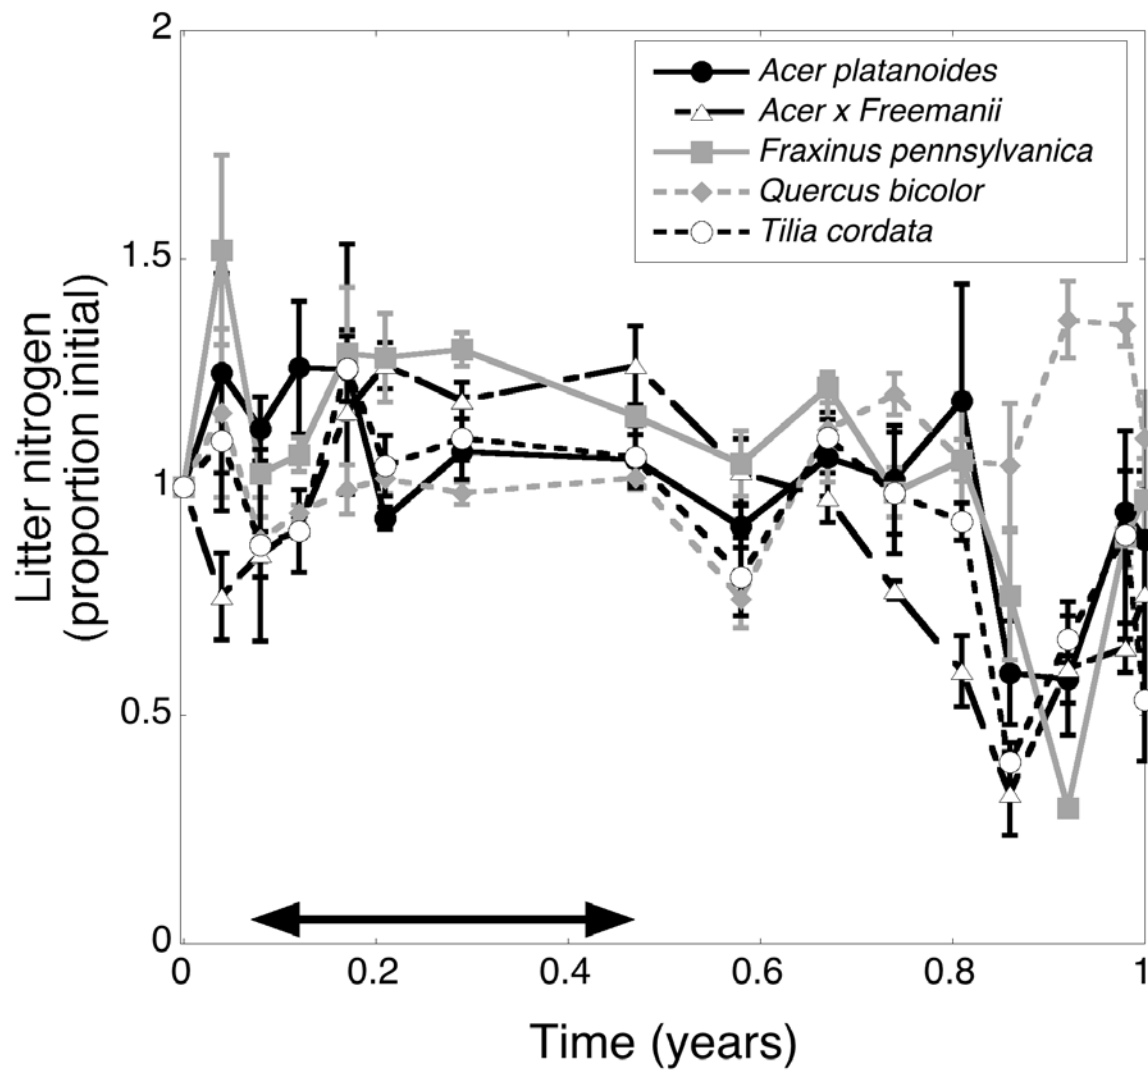 2
1.5
1
0.5
0
Litter nitrogen
(proportion initial)
Acer platanoides
Acer x Freemanii
Fraxinus pennsylvanica
Quercus bicolor
Tilia cordata
0 0.2 0.4 0.6 0.8 1
Time (years)